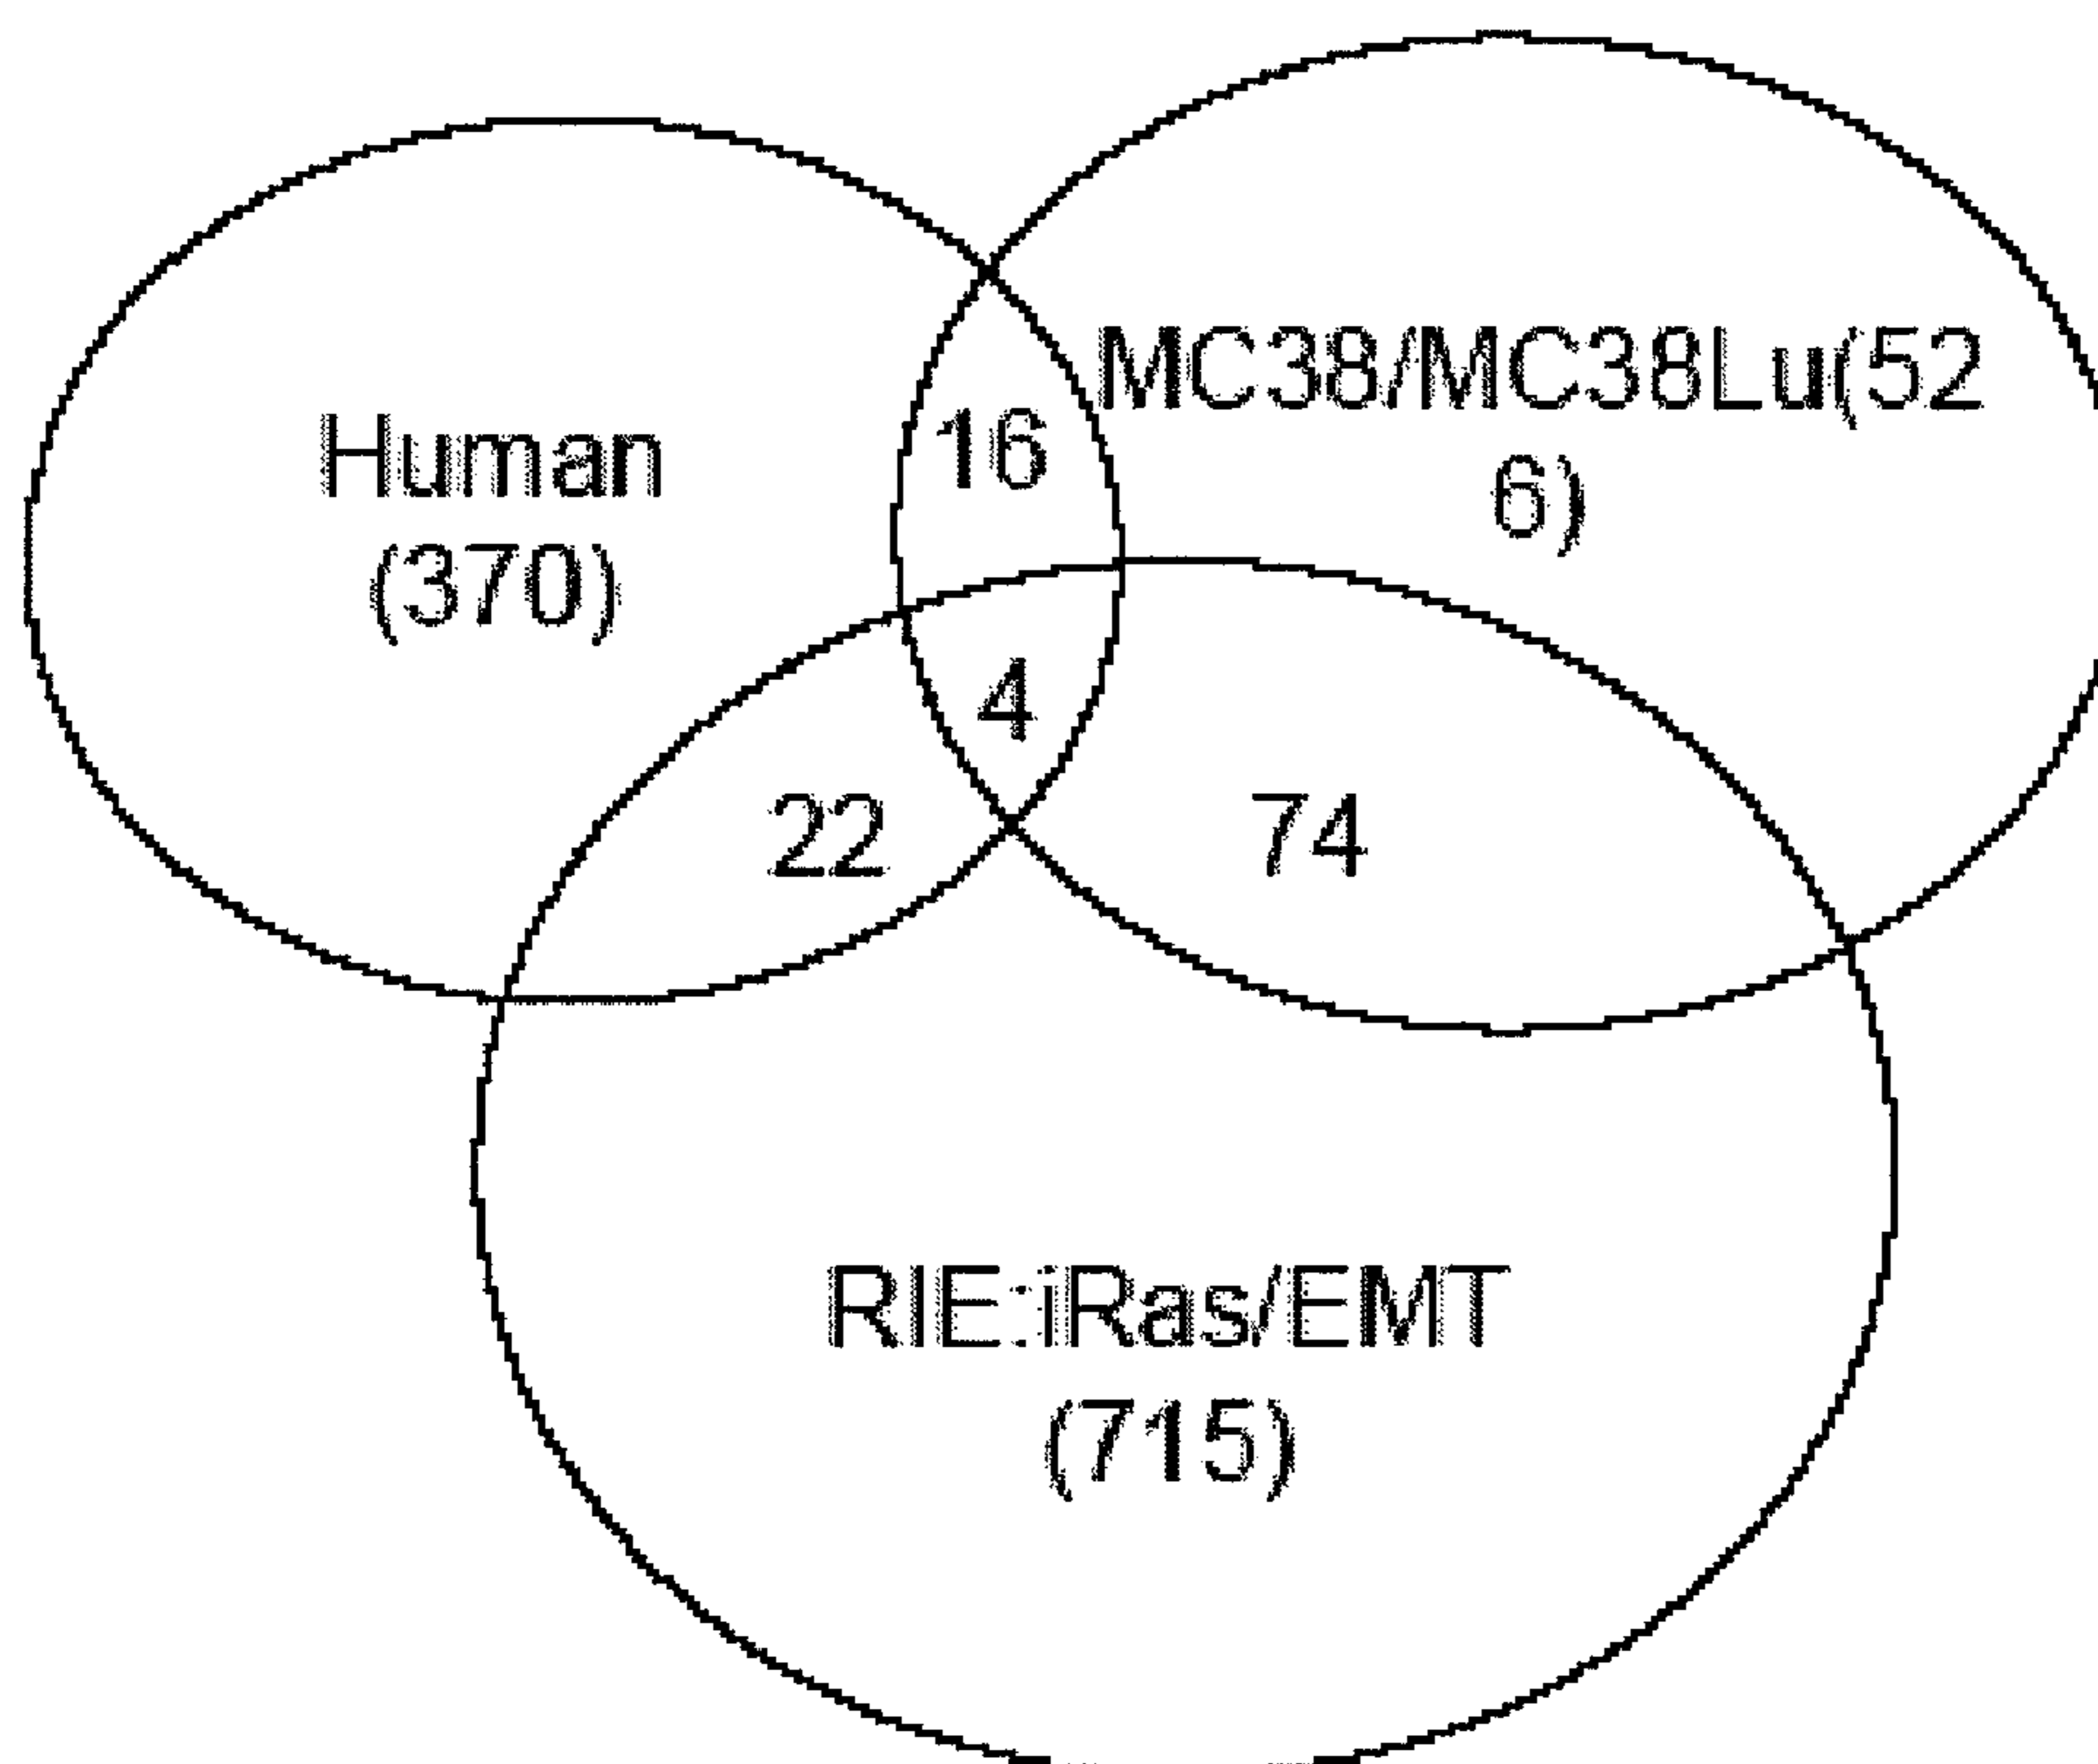 MC38/MC38Lu(52
6)
Human
(370)
16
4
22
74
RIE:iRas/EMT
(715)